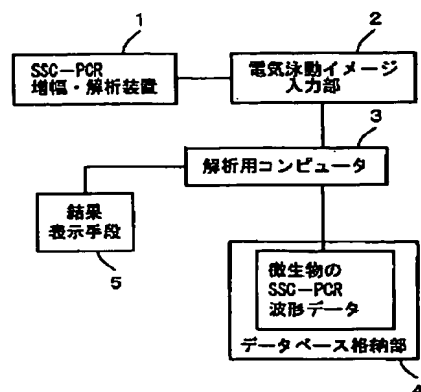 1
SSC-PCR
増幅・解析装置
2
電気泳動イメージ
入力部
3
解析用コンピュータ
結果
表示手段
5
微生物の
SSC-PCR
波形データ
データベース格納部
4